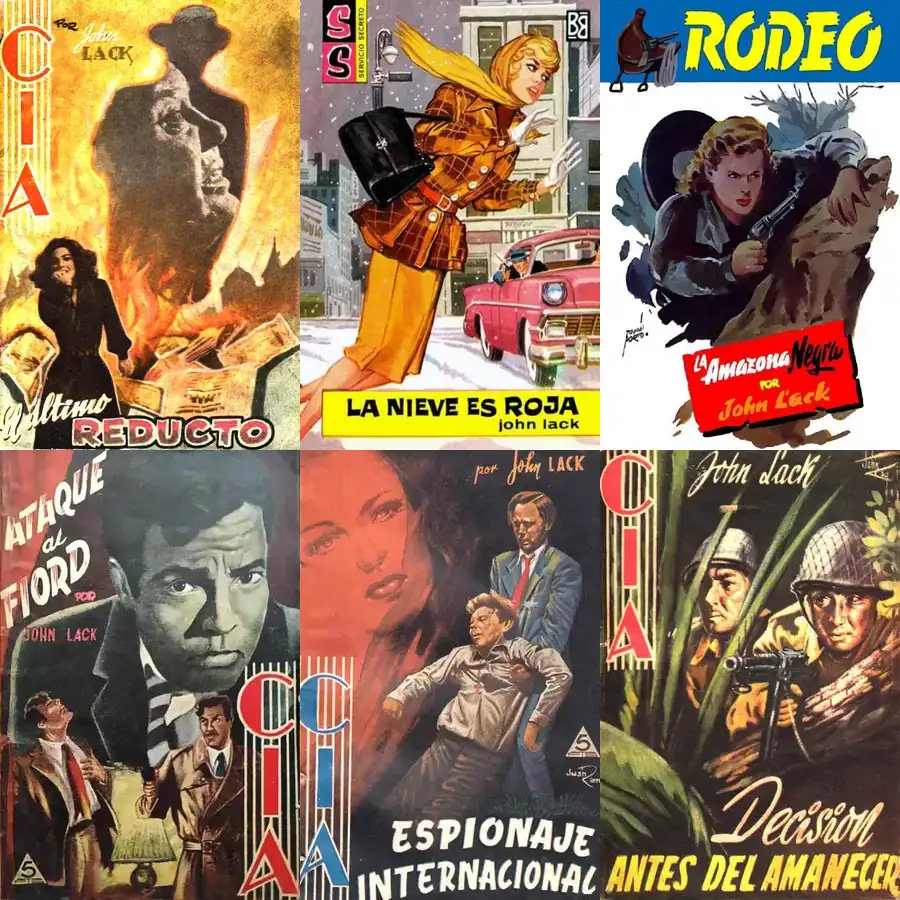 CIA
POR John
LACK
El último
REDUCTO
SS
SERVICIO SECRETO
BB
LA NIEVE ES ROJA
john lack
RODEO
LA Amazona Negra
POR
John L'ack
ATAQUE
al
FIORD POR
JOHN LACK
CIA
5
por John LACK
CIA
5
ESPIONAJE
INTERNACIONAL
CIA
John L'ack
Decisión
ANTES DEL AMANECER